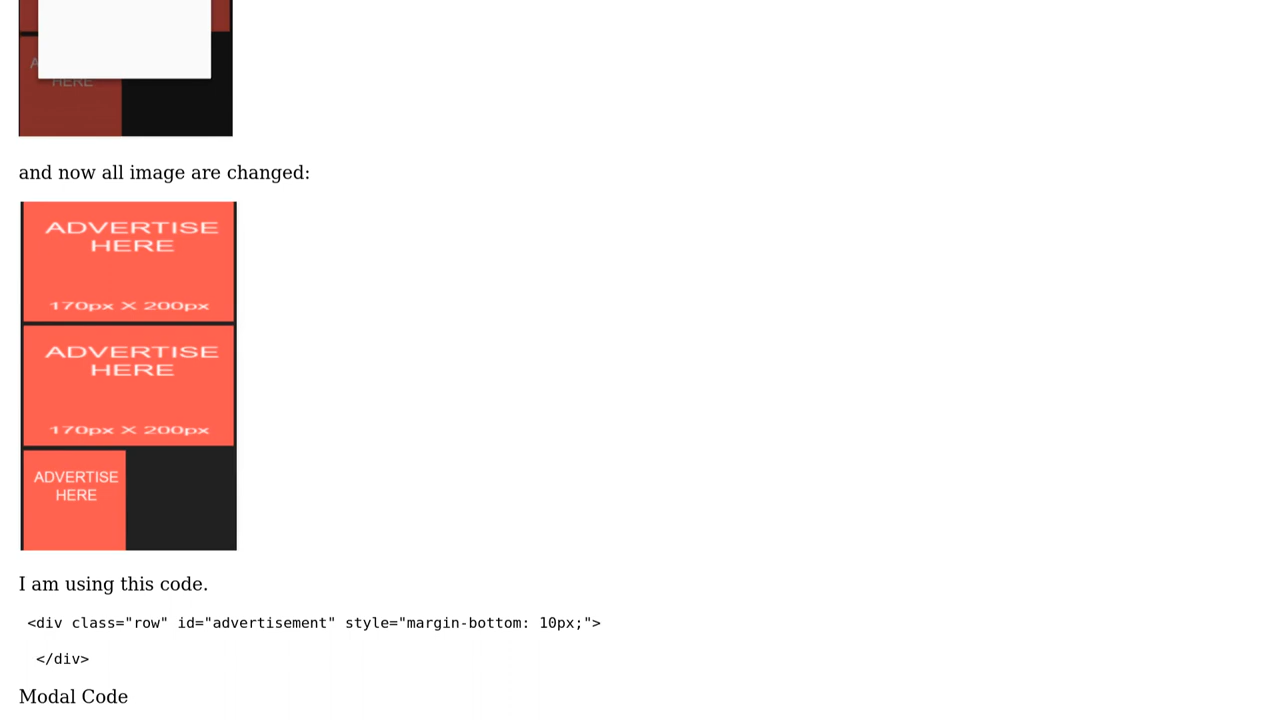 HERE
and now all image are changed:
ADVERTISE
HERE
170px X 200px
ADVERTISE
HERE
170px X 200px
ADVERTISE
HERE
I am using this code.
<div class="row" id="advertisement" style="margin-bottom: 10px;">
</div>
Modal Code